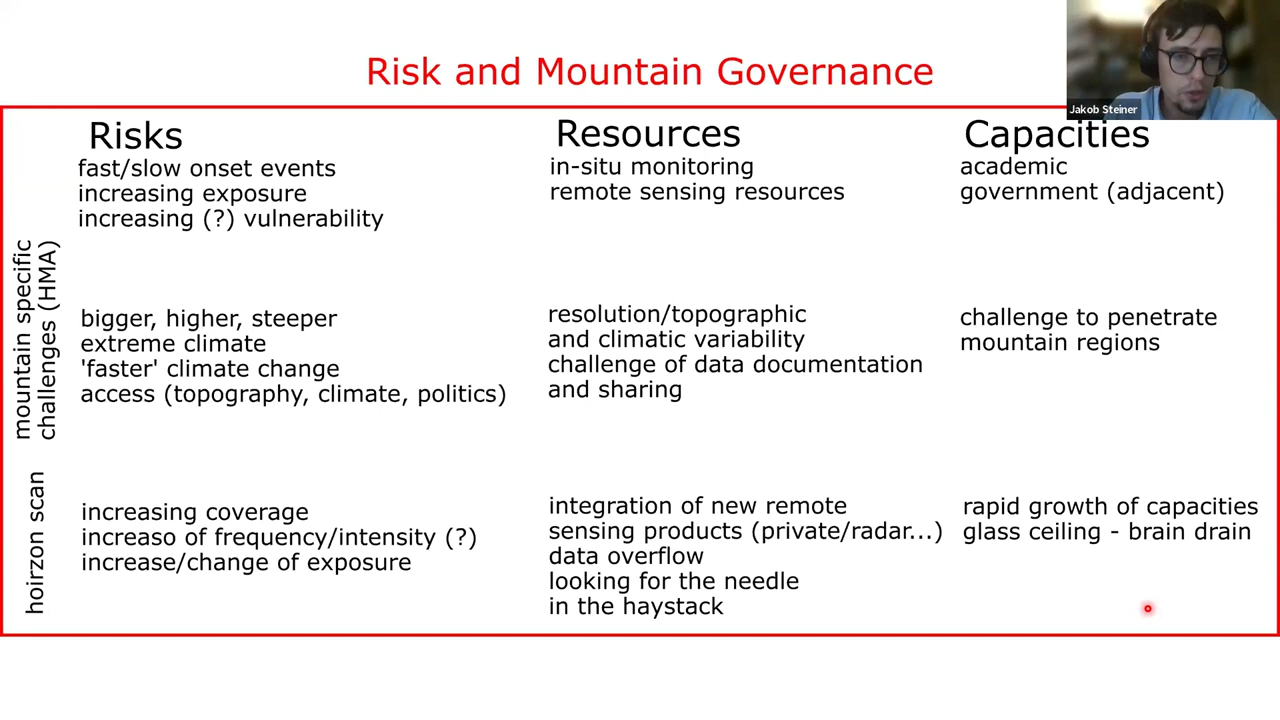 Risk and Mountain Governance
Jakob Steiner
Risks
fast/slow onset events
increasing exposure
increasing (?) vulnerability
Resources
in-situ monitoring
remote sensing resources
Capacities
academic
government (adjacent)
mountain specific
challenges (HMA)
bigger, higher, steeper
extreme climate
'faster' climate change
access (topography, climate, politics)
resolution/topographic
and climatic variability
challenge of data documentation
and sharing
challenge to penetrate
mountain regions
hoirzon scan
increasing coverage
increaso of frequency/intensity (?)
increase/change of exposure
integration of new remote
sensing products (private/radar...)
data overflow
looking for the needle
in the haystack
rapid growth of capacities
glass ceiling - brain drain